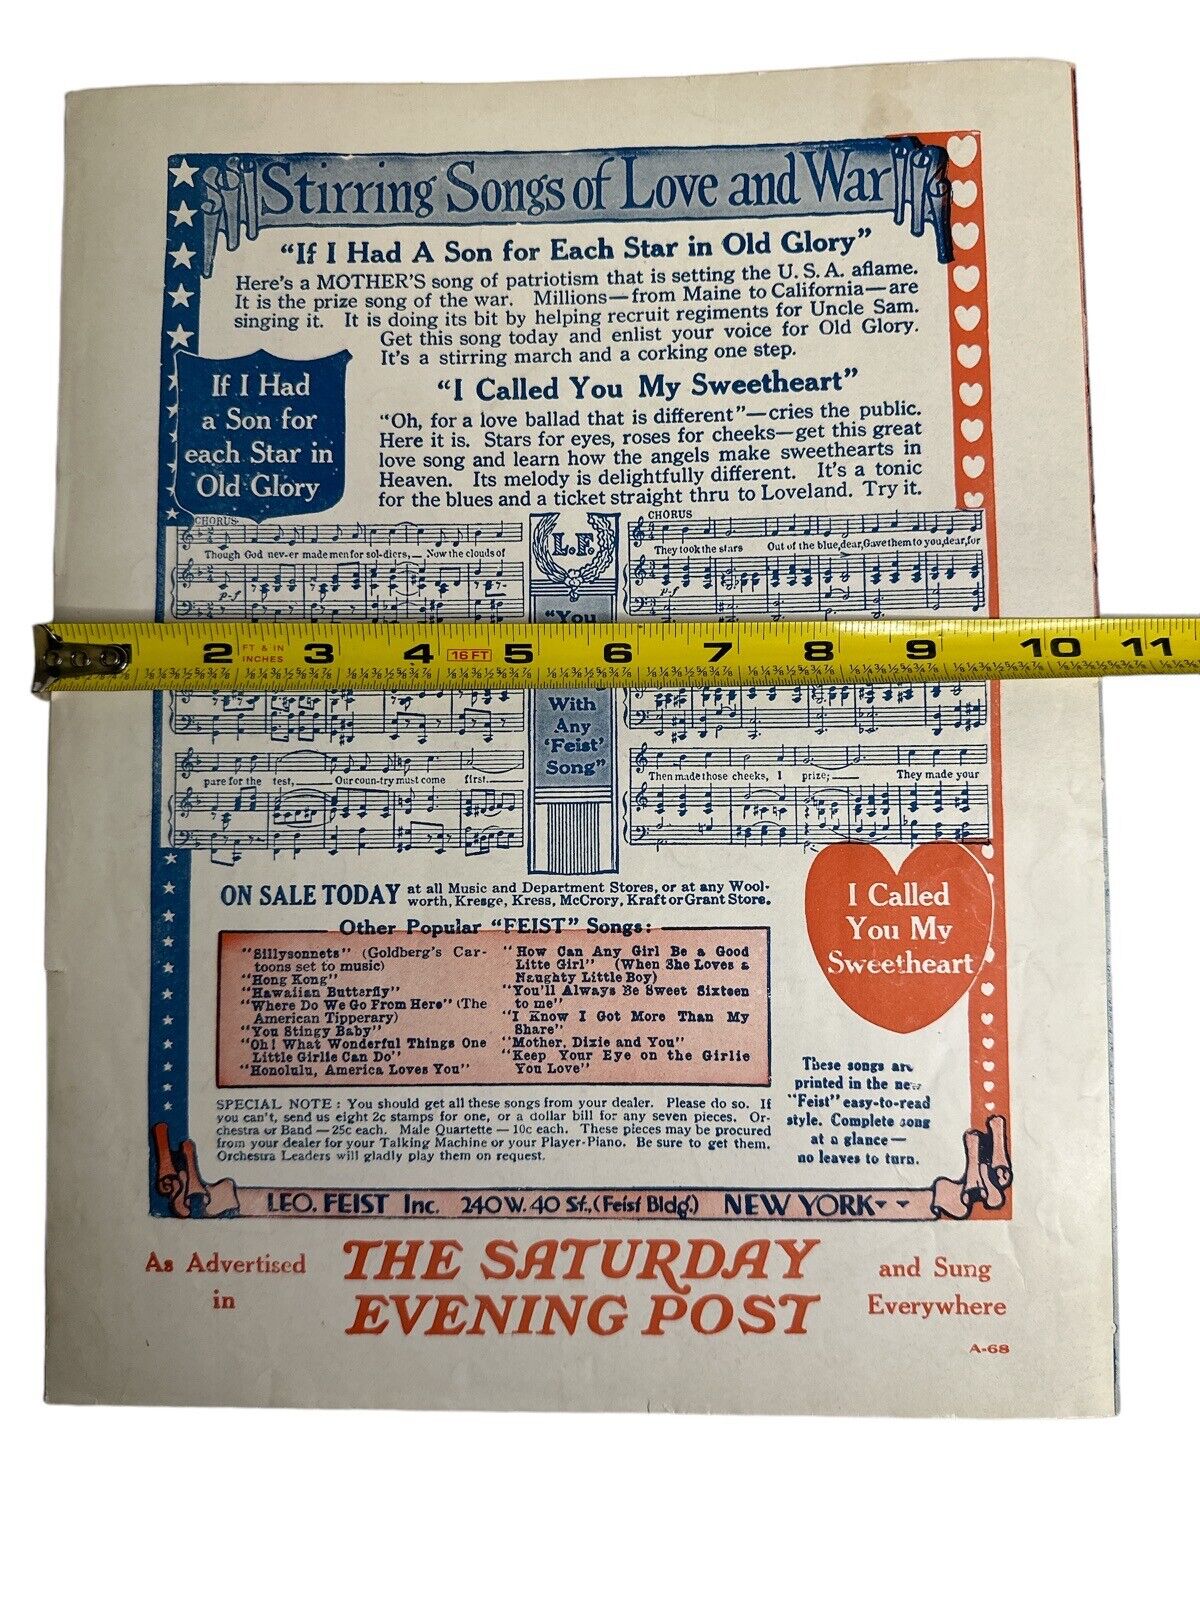 Stirring Songs of Love and War
"If I Had A Son for Each Star in Old Glory"
Here's a MOTHER'S song of patriotism that is setting the U. S. A. aflame.
It is the prize song of the war. Millions—from Maine to California—are
singing it. It is doing its bit by helping recruit regiments for Uncle Sam.
Get this song today and enlist your voice for Old Glory.
It's a stirring march and a corking one step.
If I Had
a Son for
each Star in
Old Glory
"I Called You My Sweetheart"
"Oh, for a love ballad that is different"—cries the public.
Here it is. Stars for eyes, roses for cheeks—get this great
love song and learn how the angels make sweethearts in
Heaven. Its melody is delightfully different. It's a tonic
for the blues and a ticket straight thru to Loveland. Try it.
CHORUS
Though God nev-er made men for sol-diers,— Now the clouds of
L.F.
CHORUS
They took the stars Out of the blue, dear, Gave them to you, dear, for
p-f
p-f
"You
2 FT & IN INCHES 3 4 16 FT 5 6 7 8 9 10 11
With
Any
'Feist'
Song"
pare for the test,— Our coun-try must come first.—
Then made those cheeks, I prize;— They made your
ON SALE TODAY at all Music and Department Stores, or at any Wool-
worth, Kresge, Kress, McCrory, Kraft or Grant Store.
Other Popular "FEIST" Songs:
"Sillysonnets" (Goldberg's Car-
toons set to music)
"Hong Kong"
"Hawaiian Butterfly"
"Where Do We Go From Here" (The
American Tipperary)
"You Stingy Baby"
"Oh! What Wonderful Things One
Little Girlie Can Do"
"Honolulu, America Loves You"
"How Can Any Girl Be a Good
Litte Girl" (When She Loves a
Naughty Little Boy)
"You'll Always Be Sweet Sixteen
to me"
"I Know I Got More Than My
Share"
"Mother, Dixie and You"
"Keep Your Eye on the Girlie
You Love"
I Called
You My
Sweetheart
SPECIAL NOTE: You should get all these songs from your dealer. Please do so. If
you can't, send us eight 2c stamps for one, or a dollar bill for any seven pieces. Or-
chestra or Band — 25c each. Male Quartette — 10c each. These pieces may be procured
from your dealer for your Talking Machine or your Player-Piano. Be sure to get them.
Orchestra Leaders will gladly play them on request.
These songs are
printed in the new
"Feist" easy-to-read
style. Complete song
at a glance—
no leaves to turn.
LEO. FEIST Inc. 240 W. 40 St., (Feist Bldg.) NEW YORK
As Advertised
in
THE SATURDAY
EVENING POST
and Sung
Everywhere
A-68